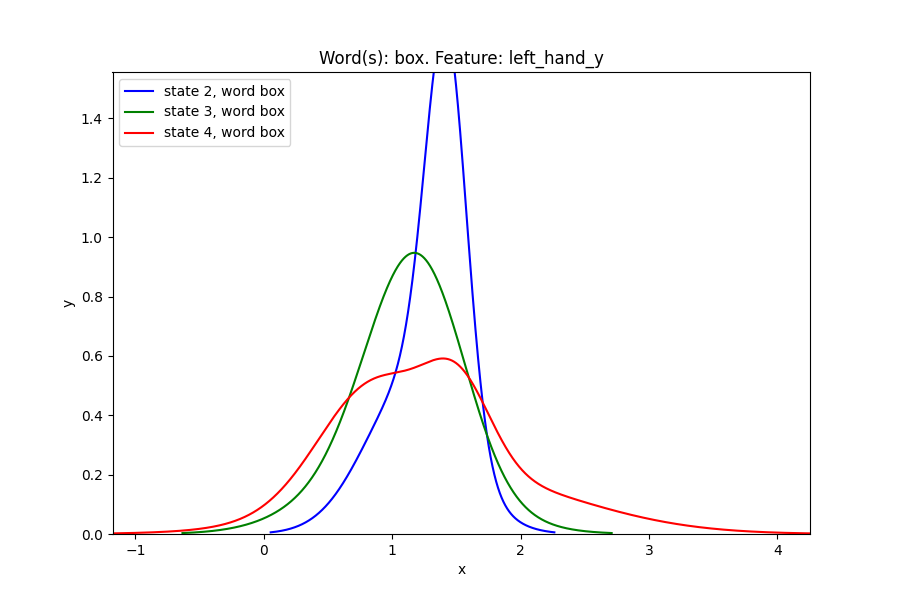 Word(s): box. Feature: left_hand_y
state 2, word box
state 3, word box
state 4, word box
1.4
1.2
1.0
0.8
0.6
0.4
0.2
0.0
y
−1
0
1
2
3
4
x